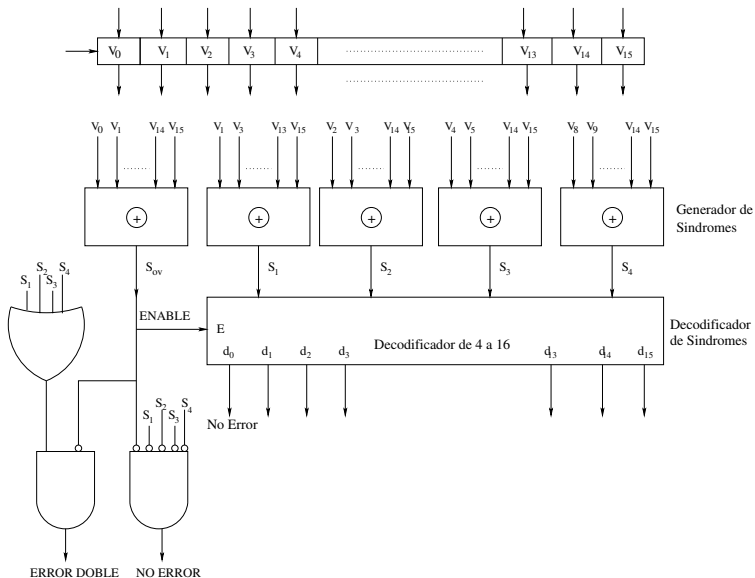 V0 V1 V2 V3 V4 V13 V14 V15
V0 V1 V14 V15 V1 V3 V13 V15 V2 V3 V14 V15 V4 V5 V14 V15 V8 V9 V14 V15
+ + + + +
Generador de
Sindromes
Sov S1 S2 S3 S4
S1 S2 S3 S4
ENABLE
E
Decodificador de 4 a 16
Decodificador
de Sindromes
d0 d1 d2 d3 d13 d14 d15
No Error
S1 S2 S3 S4
ERROR DOBLE NO ERROR